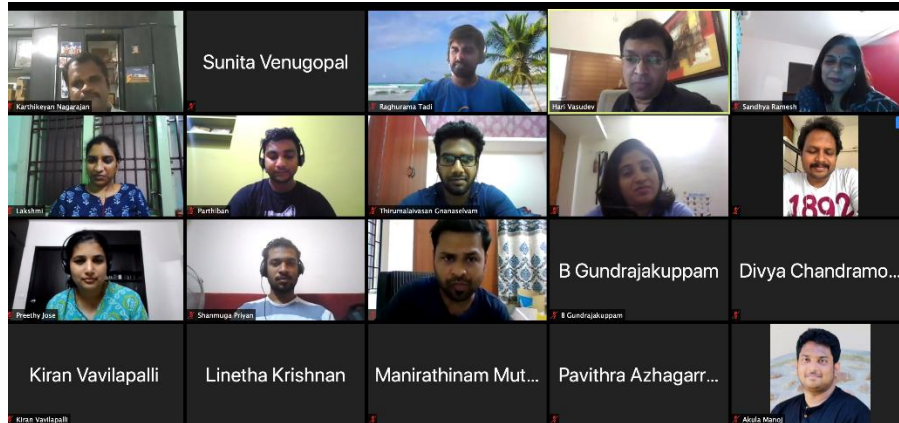 Karthikeyan Nagarajan
Sunita Venugopal
Raghurama Tadi
Hari Vasudev
Sandhya Ramesh
Lakshmi
Parthiban
Thirumalaivasan Gnanaselvam
1892
Preethy Jose
Shanmuga Priyan
B Gundrajakuppam
B Gundrajakuppam
Divya Chandramo...
Kiran Vavilapalli
Kiran Vavilapalli
Linetha Krishnan
Manirathinam Mut...
Pavithra Azhagarr...
Akula Manoj